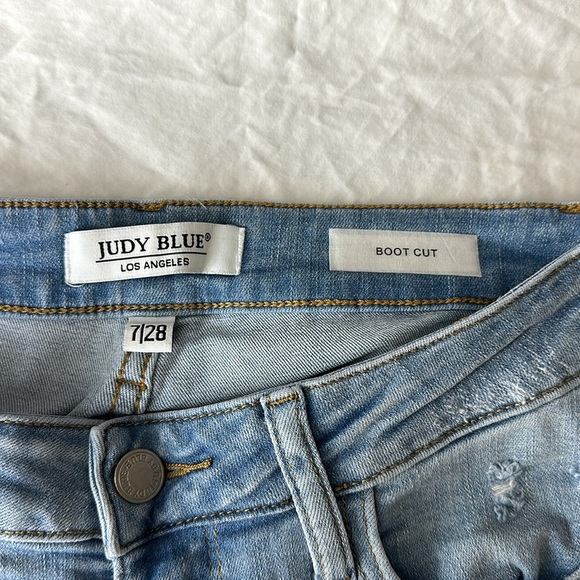 JUDY BLUE®
LOS ANGELES
BOOT CUT
7|28